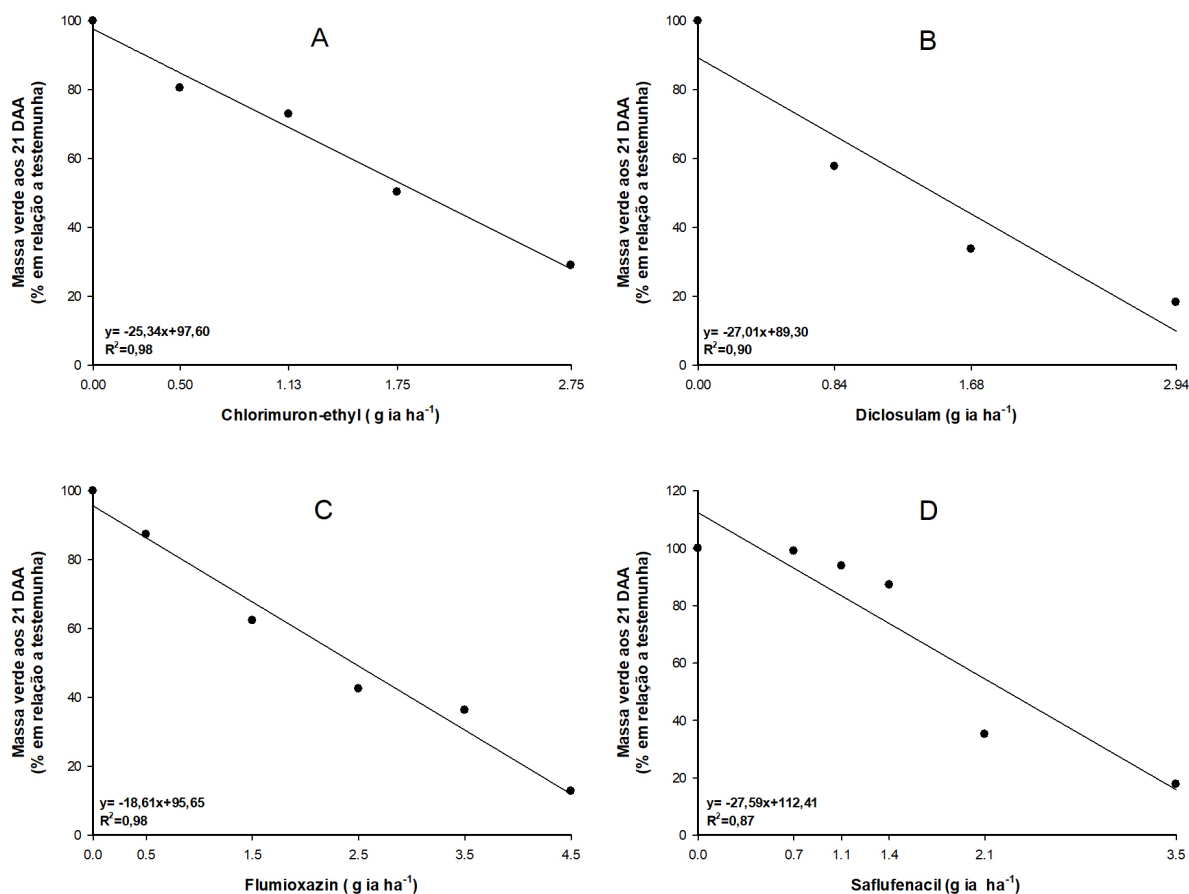 A
Massa verde aos 21 DAA
(% em relação a testemunha)
100
80
60
40
20
0
y= -25,34x+97,60
R²=0,98
0.00 0.50 1.13 1.75 2.75
Chlorimuron-ethyl ( g ia ha⁻¹)
B
Massa verde aos 21 DAA
(% em relação a testemunha)
100
80
60
40
20
0
y= -27,01x+89,30
R²=0,90
0.00 0.84 1.68 2.94
Diclosulam (g ia ha⁻¹)
C
Massa verde aos 21 DAA
(% em relação a testemunha)
100
80
60
40
20
0
y= -18,61x+95,65
R²=0,98
0.0 0.5 1.5 2.5 3.5 4.5
Flumioxazin ( g ia ha⁻¹)
D
Massa verde aos 21 DAA
(% em relação a testemunha)
120
100
80
60
40
20
0
y= -27,59x+112,41
R²=0,87
0.0 0.7 1.1 1.4 2.1 3.5
Saflufenacil (g ia ha⁻¹)